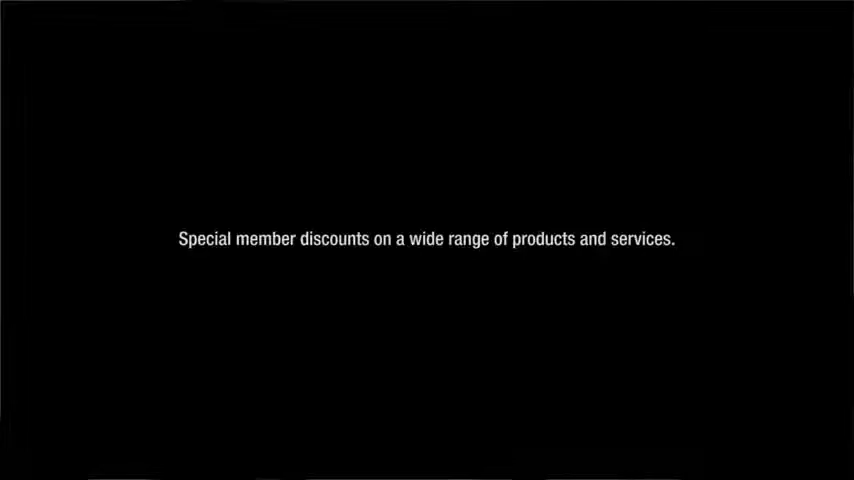 Special member discounts on a wide range of products and services.